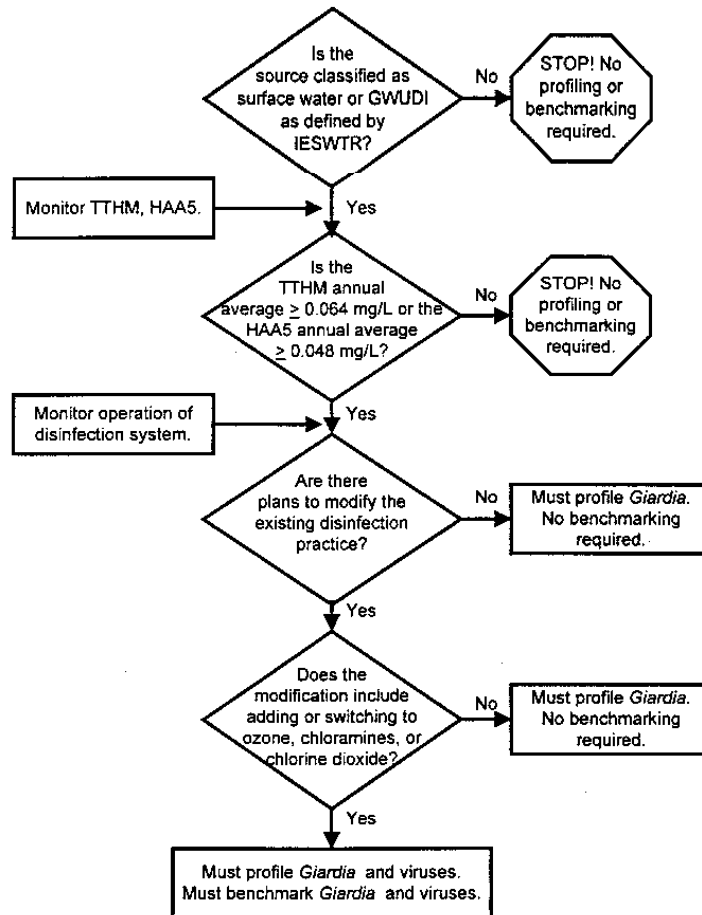 Is the
source classified as
surface water or GWUDI
as defined by
IESWTR?
No
STOP! No
profiling or
benchmarking
required.
Monitor TTHM, HAA5.
Yes
Is the
TTHM annual
average ≥ 0.064 mg/L or the
HAA5 annual average
≥ 0.048 mg/L?
No
STOP! No
profiling or
benchmarking
required.
Monitor operation of
disinfection system.
Yes
Are there
plans to modify the
existing disinfection
practice?
No
Must profile Giardia.
No benchmarking
required.
Yes
Does the
modification include
adding or switching to
ozone, chloramines, or
chlorine dioxide?
No
Must profile Giardia.
No benchmarking
required.
Yes
Must profile Giardia and viruses.
Must benchmark Giardia and viruses.